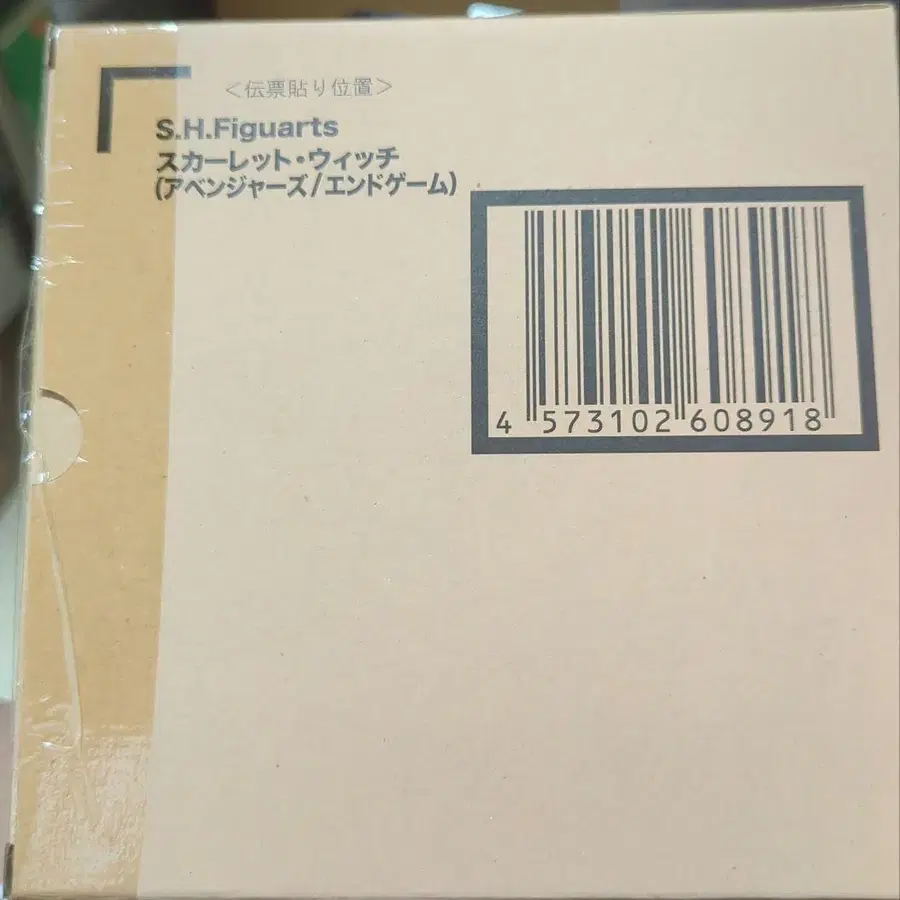 <伝票貼り位置>
S.H.Figuarts
スカーレット・ウィッチ
(アベンジャーズ/エンドゲーム)
4 573102 608918